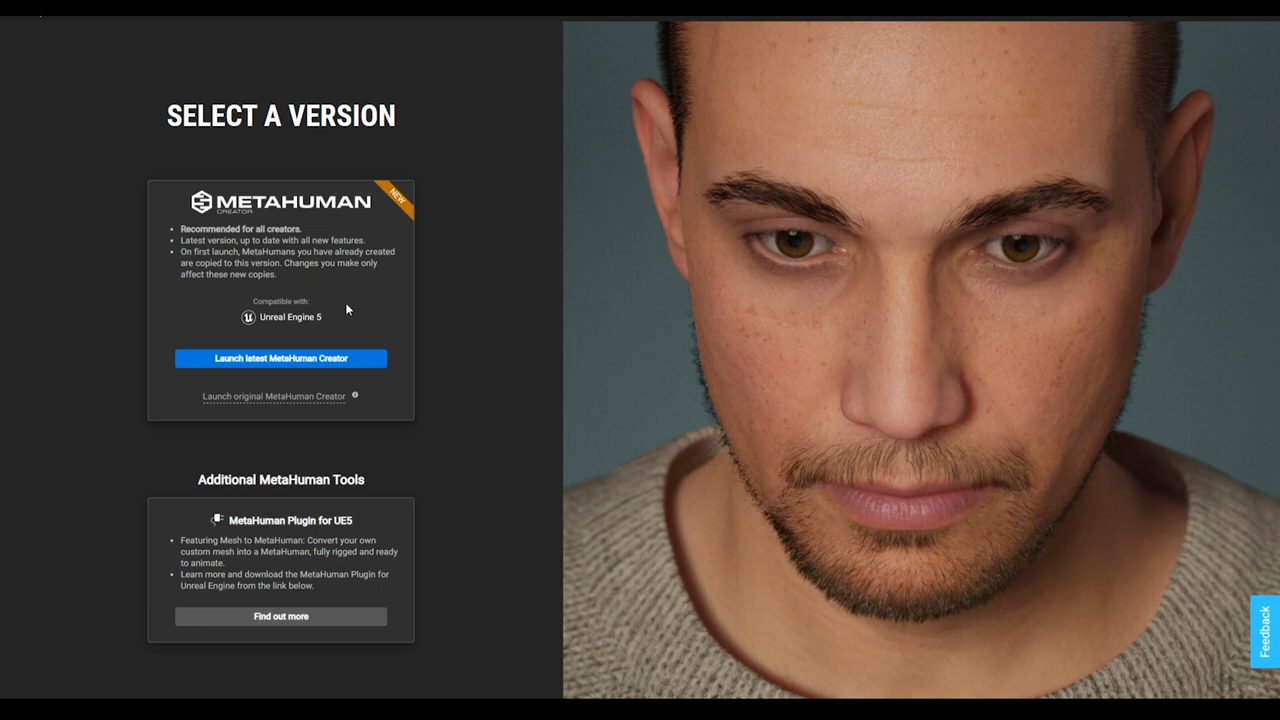 SELECT A VERSION
NEW
METAHUMAN
CREATOR
• Recommended for all creators.
• Latest version, up to date with all new features.
• On first launch, MetaHumans you have already created
are copied to this version. Changes you make only
affect these new copies.
Compatible with:
Unreal Engine 5
Launch latest MetaHuman Creator
Launch original MetaHuman Creator
Additional MetaHuman Tools
MetaHuman Plugin for UE5
• Featuring Mesh to MetaHuman: Convert your own
custom mesh into a MetaHuman, fully rigged and ready
to animate.
• Learn more and download the MetaHuman Plugin for
Unreal Engine from the link below.
Find out more
Feedback